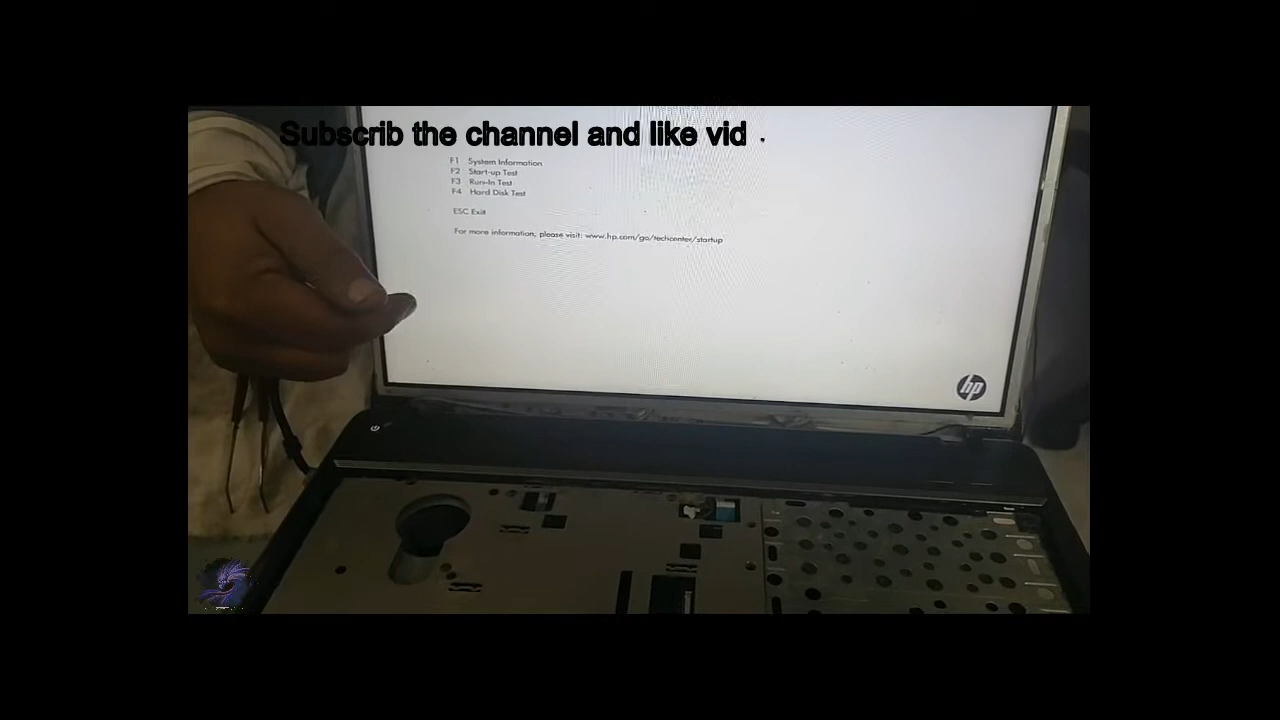 Subscrib the channel and like vid .
F1 System Information
F2 Start-up Test
F3 Run-In Test
F4 Hard Disk Test
ESC Exit
For more information, please visit: www.hp.com/go/techcenter/startup
hp